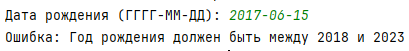 Дата рождения (ГГГГ-ММ-ДД): 2017-06-15
Ошибка: Год рождения должен быть между 2018 и 2023